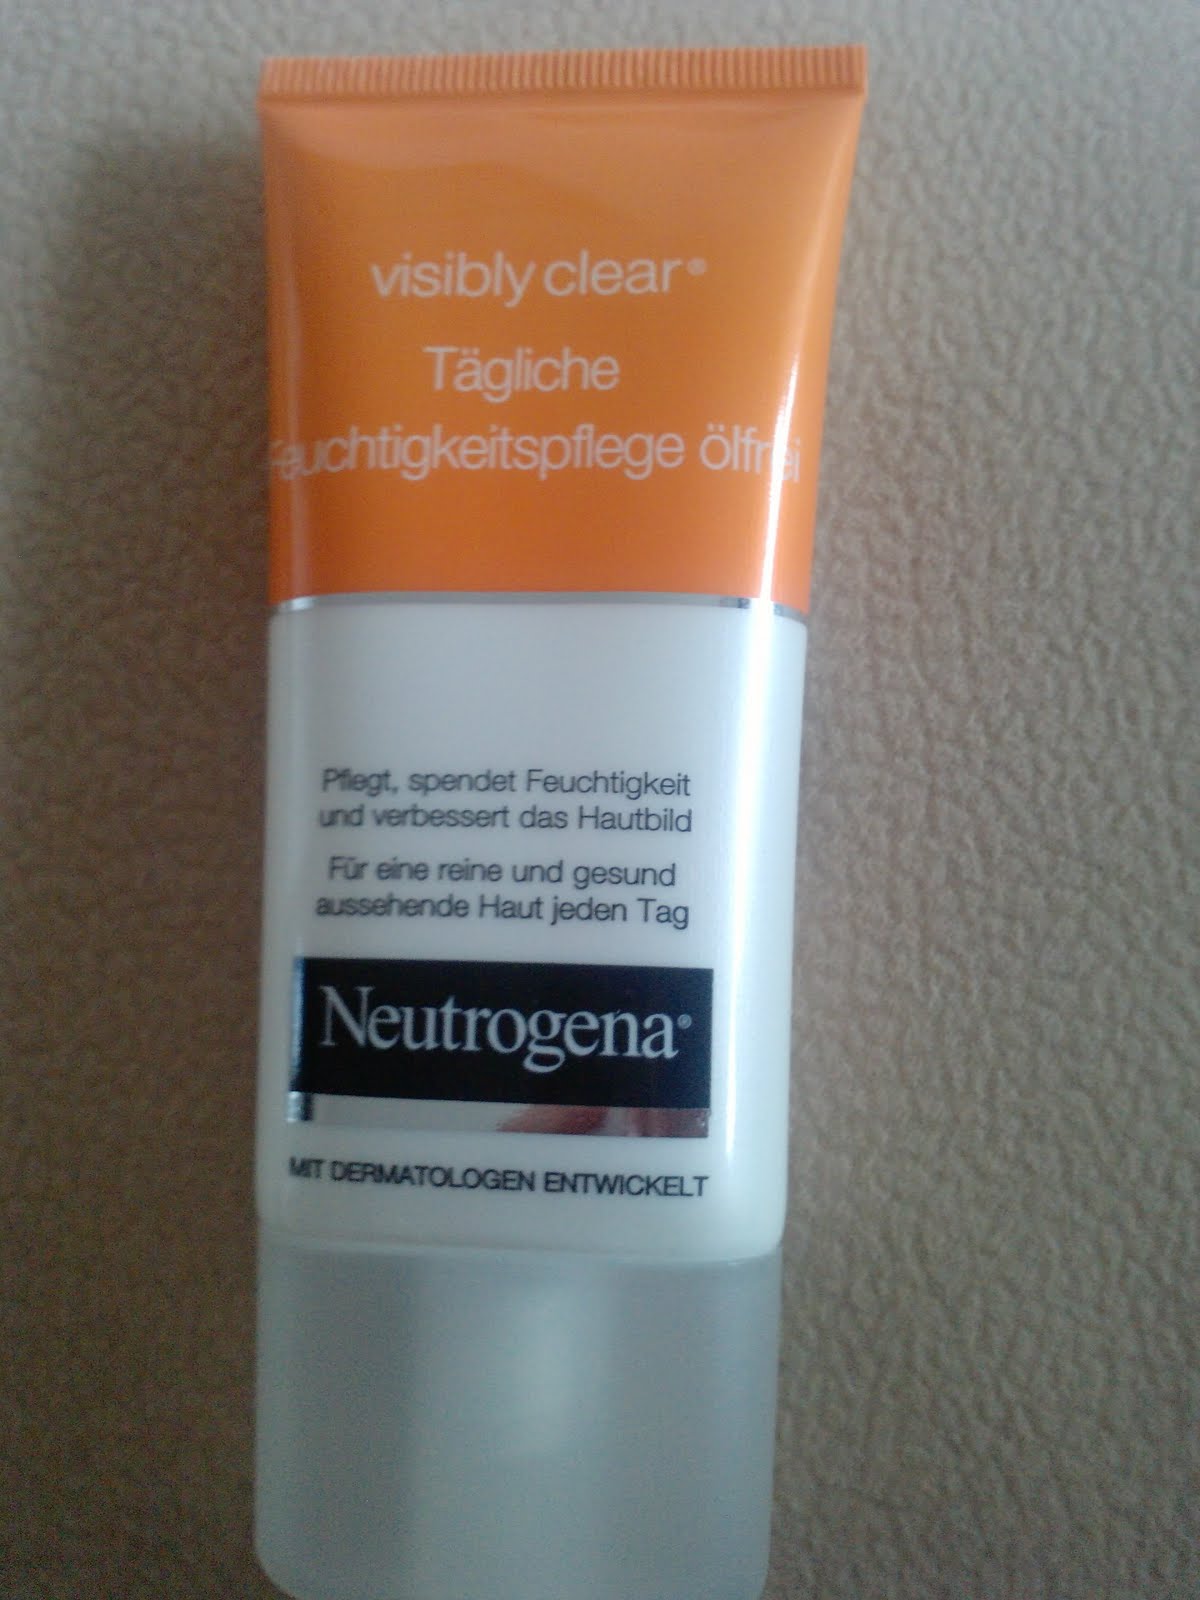 visibly clear®
Tägliche
Feuchtigkeitspflege ölfrei
Pflegt, spendet Feuchtigkeit
und verbessert das Hautbild
Für eine reine und gesund
aussehende Haut jeden Tag
Neutrogena®
MIT DERMATOLOGEN ENTWICKELT